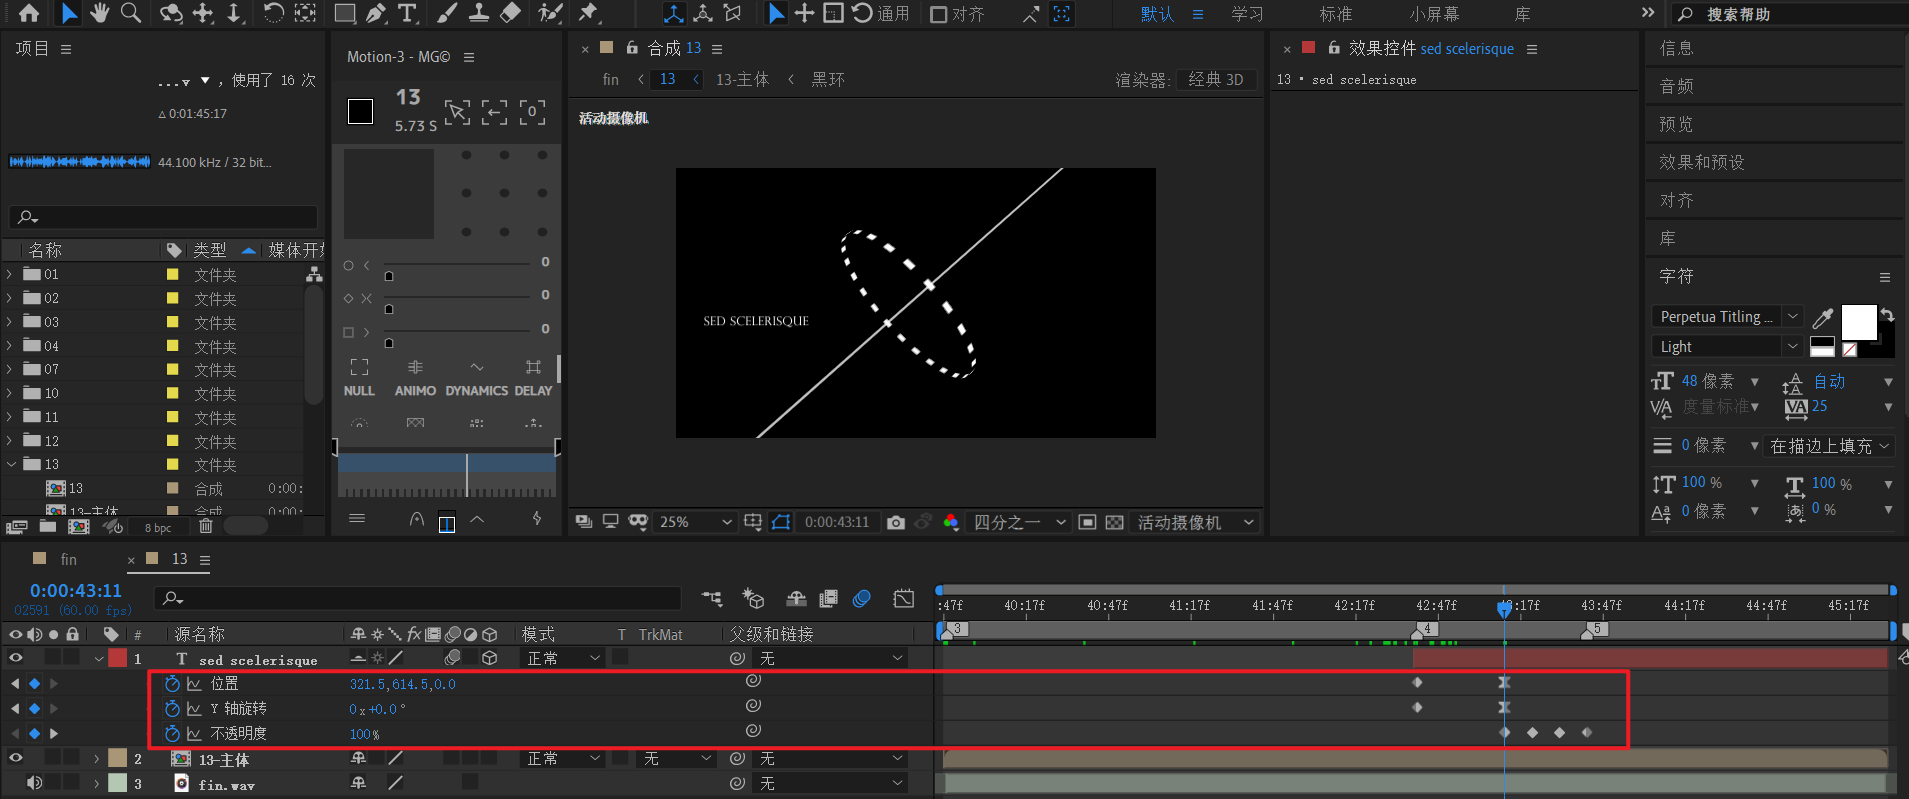 通用
对齐
默认
学习
标准
小屏幕
库
搜索帮助
项目
，使用了 16 次
Δ 0:01:45:17
44.100 kHz / 32 bit...
名称
类型
媒体开始
01 文件夹
02 文件夹
03 文件夹
04 文件夹
07 文件夹
10 文件夹
11 文件夹
12 文件夹
13 文件夹
13 合成 0:00:
13-主体 合成 0:00:
8 bpc
Motion-3 - MG©
13
5.73 S
0
0
0
0
NULL ANIMO DYNAMICS DELAY
合成 13
fin
13
13-主体
黑环
渲染器:
经典 3D
活动摄像机
SED SCELERISQUE
25%
0:00:43:11
四分之一
活动摄像机
效果控件 sed scelerisque
13 • sed scelerisque
信息
音频
预览
效果和预设
对齐
库
字符
Perpetua Titling ...
Light
48 像素
自动
度量标准
25
0 像素
在描边上填充
100 %
100 %
0 像素
0 %
fin
13
0:00:43:11
02591 (60.00 fps)
:47f 40:17f 40:47f 41:17f 41:47f 42:17f 42:47f 43:17f 43:47f 44:17f 44:47f 45:17f
3 4 5
# 源名称 fx 模式 T TrkMat 父级和链接
1 T sed scelerisque 正常 无
位置 321.5,614.5,0.0
Y 轴旋转 0x+0.0°
不透明度 100%
2 13-主体 正常 无 无
3 fin.wav 无